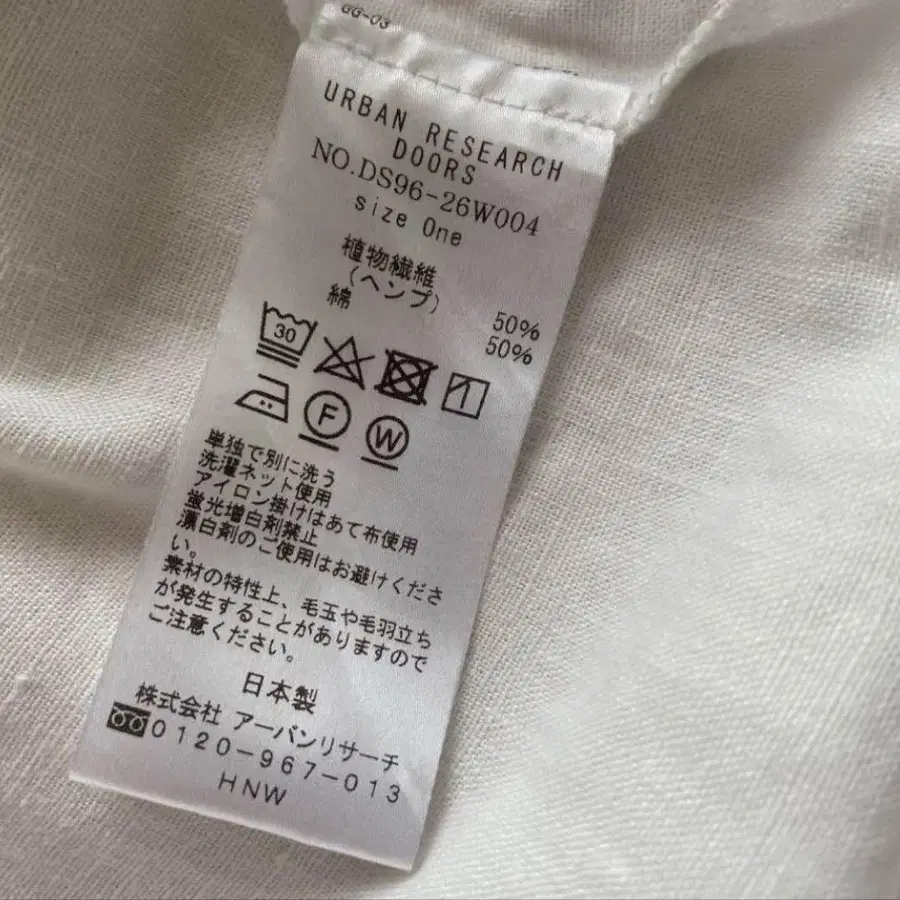 GG-03
URBAN RESEARCH
DOORS
NO.DS96-26W004
size One
植物繊維
(ヘンプ) 50%
綿 50%
30
F
W
単独で別に洗う
洗濯ネット使用
アイロン掛けはあて布使用
蛍光増白剤禁止
漂白剤のご使用はお避けくださ
い。
素材の特性上、毛玉や毛羽立ち
が発生することがありますので
ご注意ください。
日本製
株式会社 アーバンリサーチ
0120-967-013
HNW